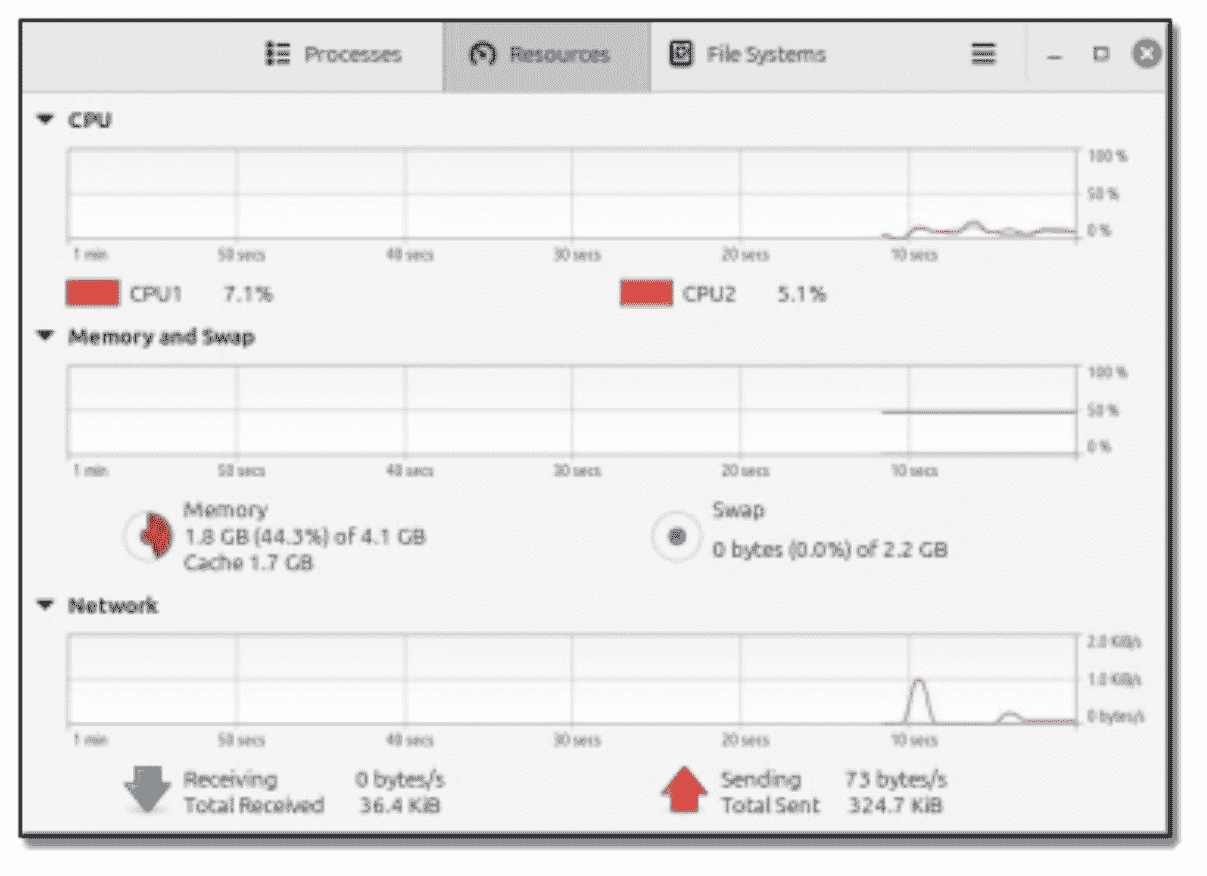 Processes Resources File Systems
CPU
100 %
50 %
0 %
1 min 50 secs 40 secs 30 secs 20 secs 10 secs
CPU1 7.1% CPU2 5.1%
Memory and Swap
100 %
50 %
0 %
1 min 50 secs 40 secs 30 secs 20 secs 10 secs
Memory
1.8 GB (44.3%) of 4.1 GB
Cache 1.7 GB
Swap
0 bytes (0.0%) of 2.2 GB
Network
2.0 KiB/s
1.0 KiB/s
0 bytes/s
1 min 50 secs 40 secs 30 secs 20 secs 10 secs
Receiving 0 bytes/s
Total Received 36.4 KiB
Sending 73 bytes/s
Total Sent 324.7 KiB